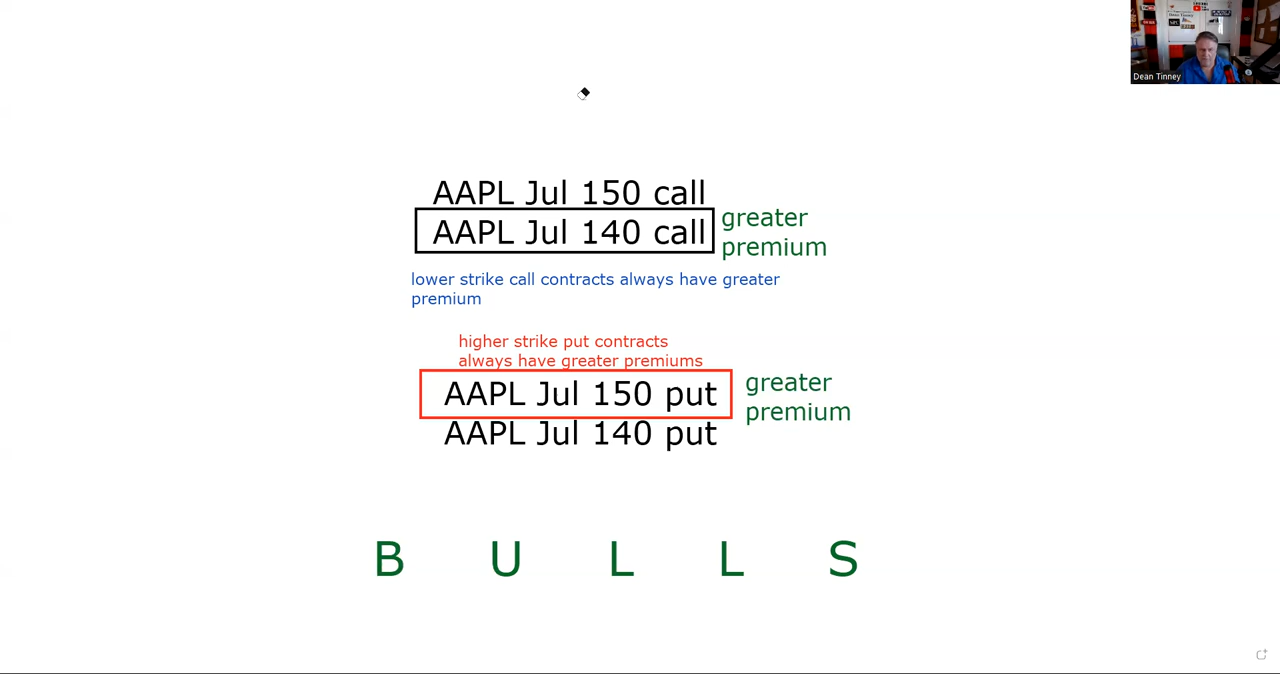 Dean Tinney
AAPL Jul 150 call
AAPL Jul 140 call
greater
premium
lower strike call contracts always have greater
premium
higher strike put contracts
always have greater premiums
AAPL Jul 150 put
greater
premium
AAPL Jul 140 put
B U L L S